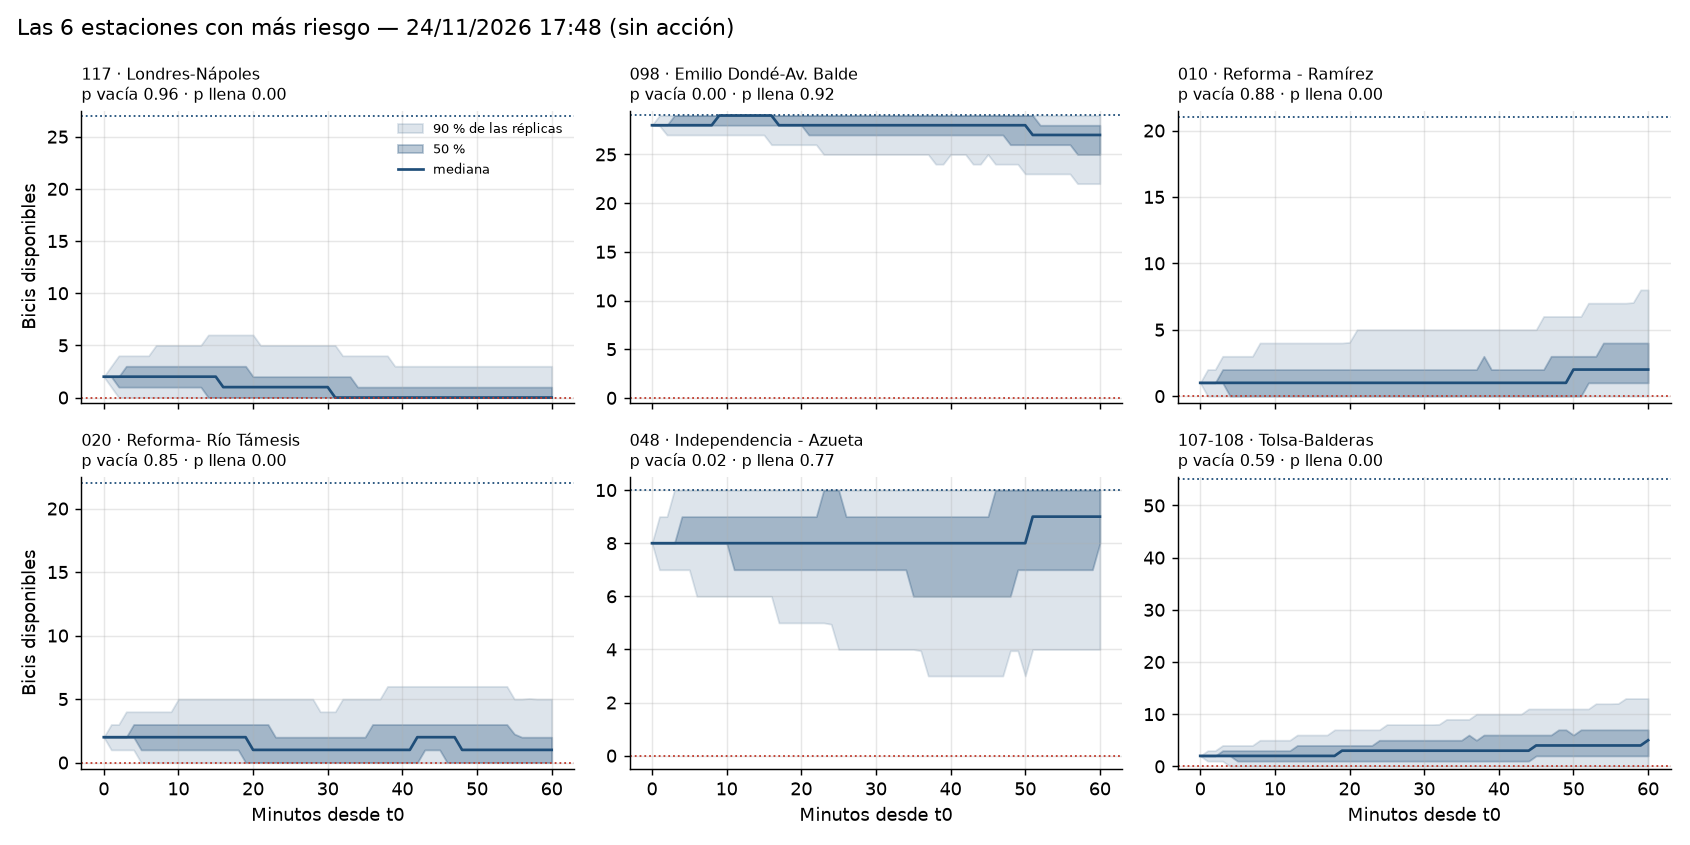 Las 6 estaciones con más riesgo — 24/11/2026 17:48 (sin acción)
117 · Londres-Nápoles
p vacía 0.96 · p llena 0.00
90 % de las réplicas
50 %
mediana
Bicis disponibles
25
20
15
10
5
0
098 · Emilio Dondé-Av. Balde
p vacía 0.00 · p llena 0.92
25
20
15
10
5
0
010 · Reforma - Ramírez
p vacía 0.88 · p llena 0.00
20
15
10
5
0
020 · Reforma- Río Támesis
p vacía 0.85 · p llena 0.00
Bicis disponibles
20
15
10
5
0
0 10 20 30 40 50 60
Minutos desde t0
048 · Independencia - Azueta
p vacía 0.02 · p llena 0.77
10
8
6
4
2
0
0 10 20 30 40 50 60
Minutos desde t0
107-108 · Tolsa-Balderas
p vacía 0.59 · p llena 0.00
50
40
30
20
10
0
0 10 20 30 40 50 60
Minutos desde t0